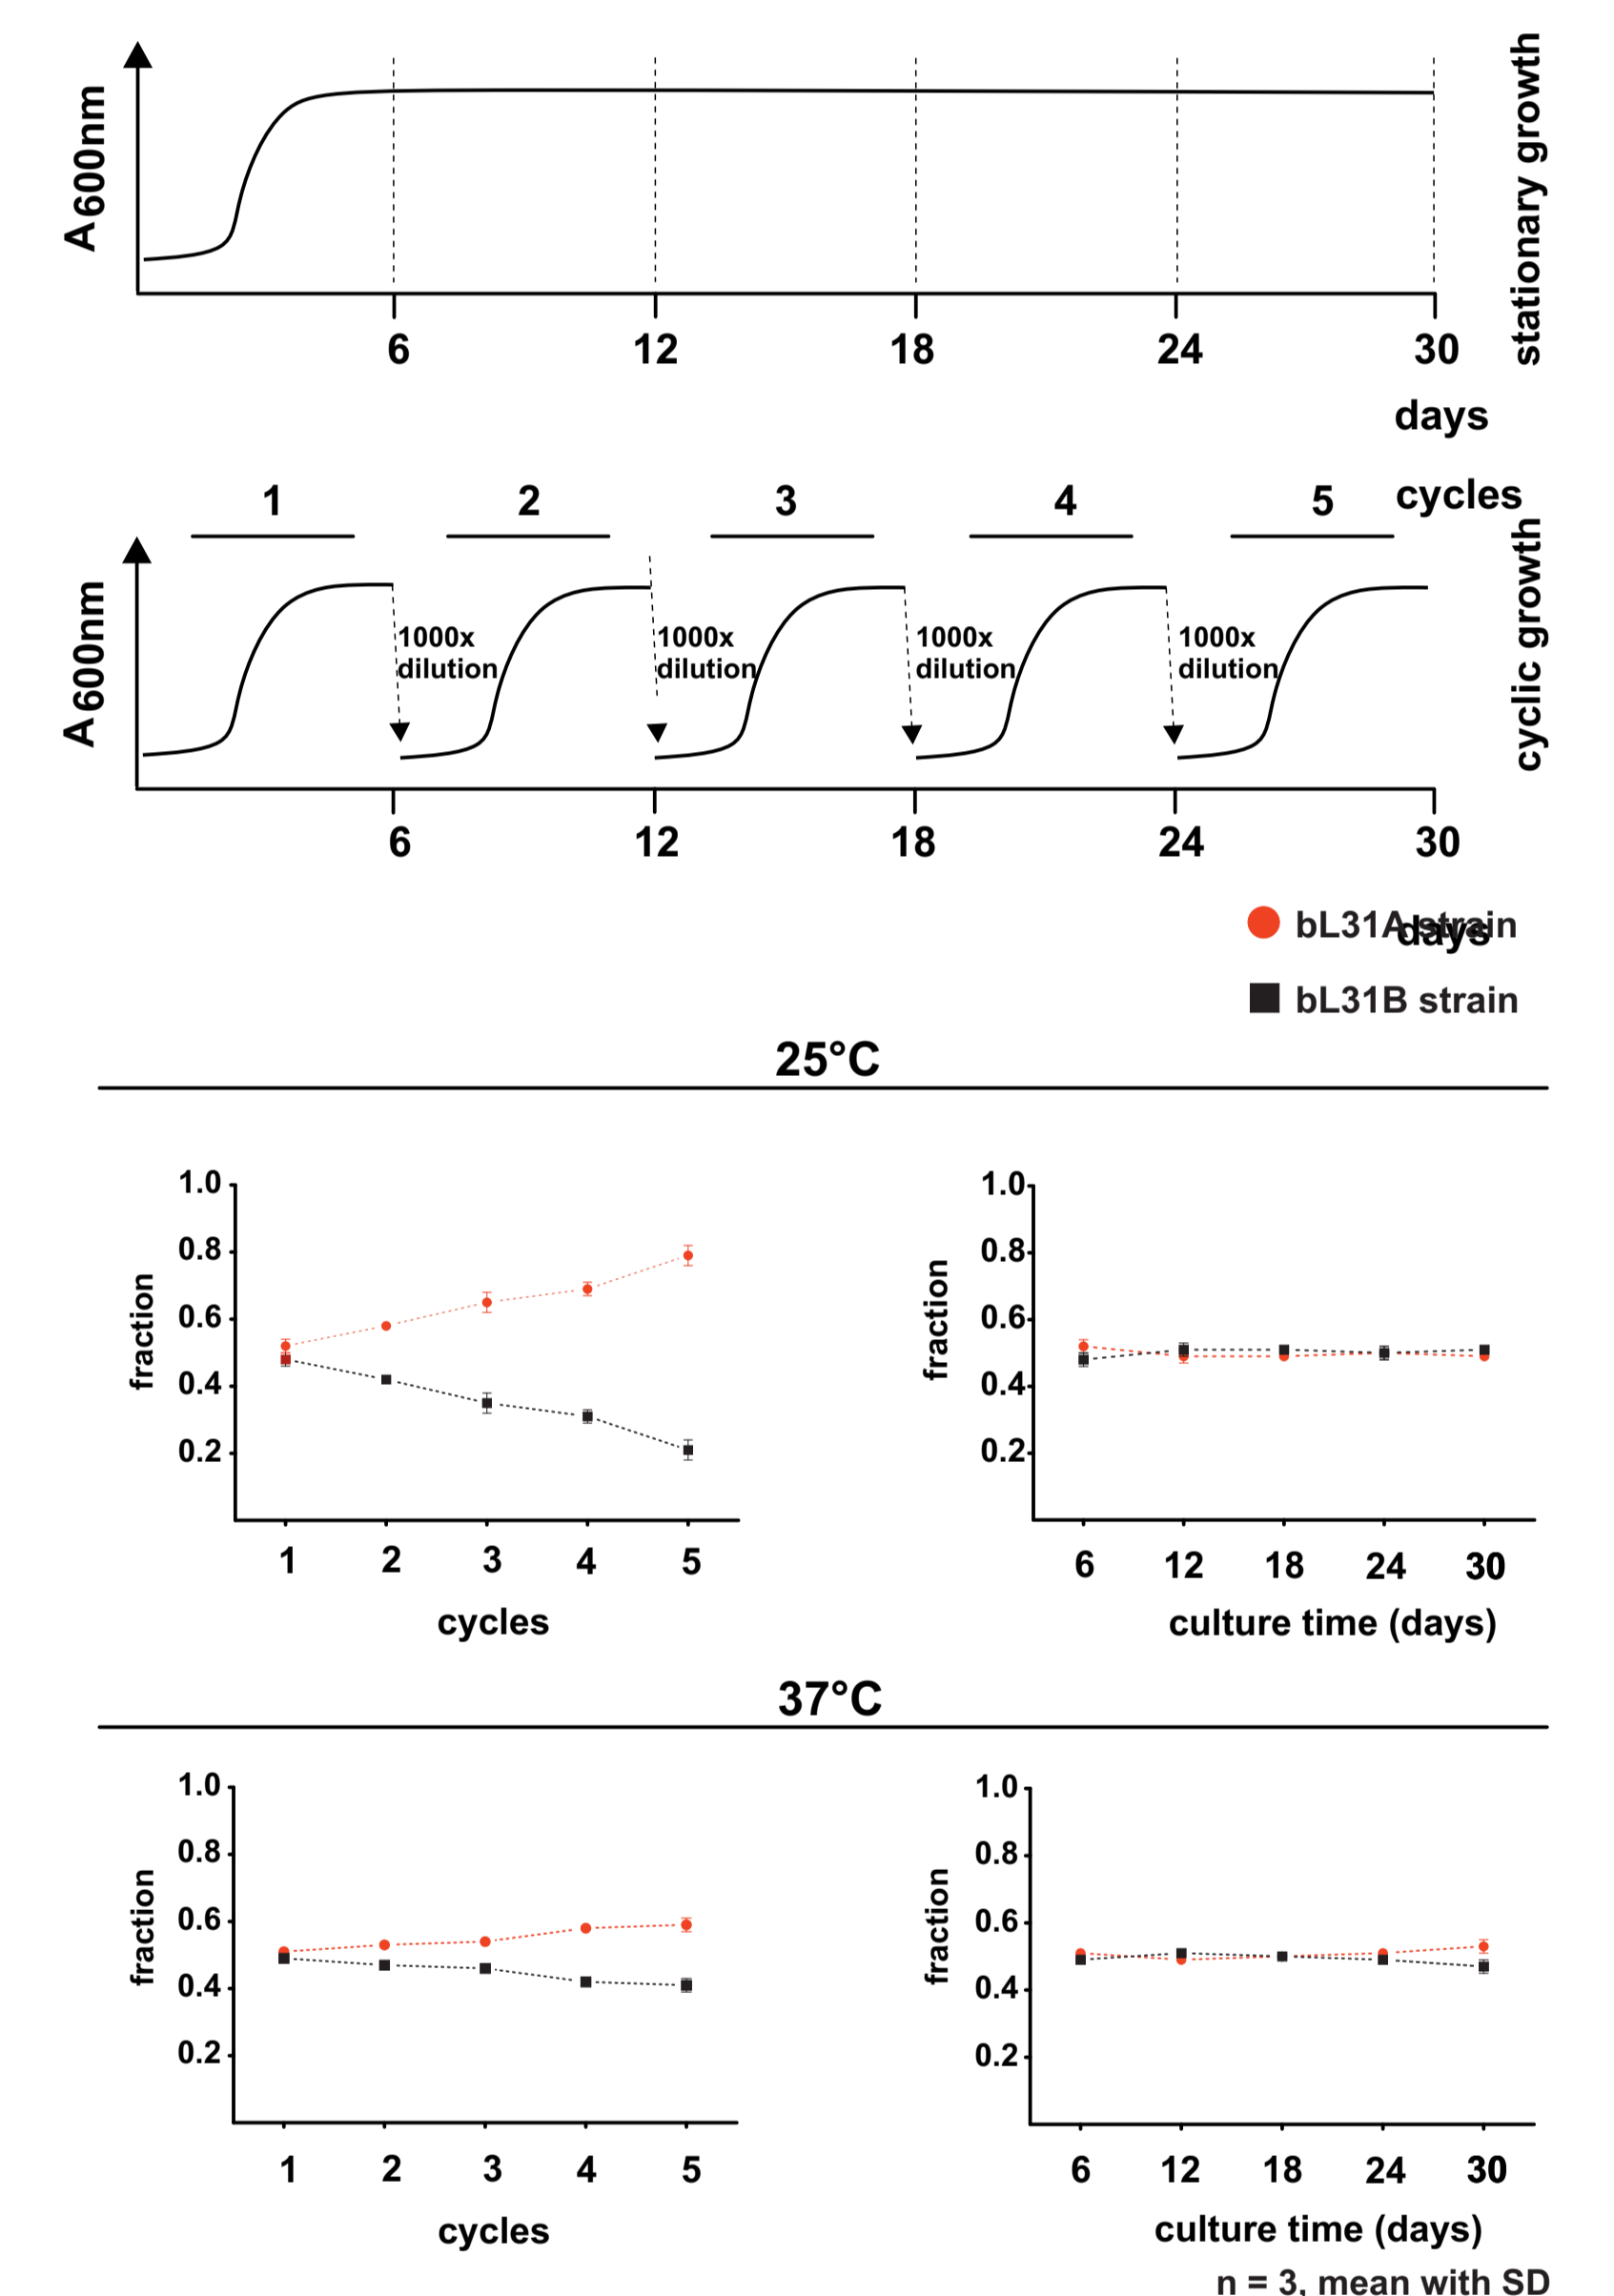 A600nm
stationary growth
6 12 18 24 30
days
1 2 3 4 5 cycles
A600nm
1000x 1000x 1000x 1000x
dilution dilution dilution dilution
cyclic growth
6 12 18 24 30
days
bL31A strain
bL31B strain
25°C
fraction
1.0
0.8
0.6
0.4
0.2
1 2 3 4 5
cycles
fraction
1.0
0.8
0.6
0.4
0.2
6 12 18 24 30
culture time (days)
37°C
fraction
1.0
0.8
0.6
0.4
0.2
1 2 3 4 5
cycles
fraction
1.0
0.8
0.6
0.4
0.2
6 12 18 24 30
culture time (days)
n = 3, mean with SD